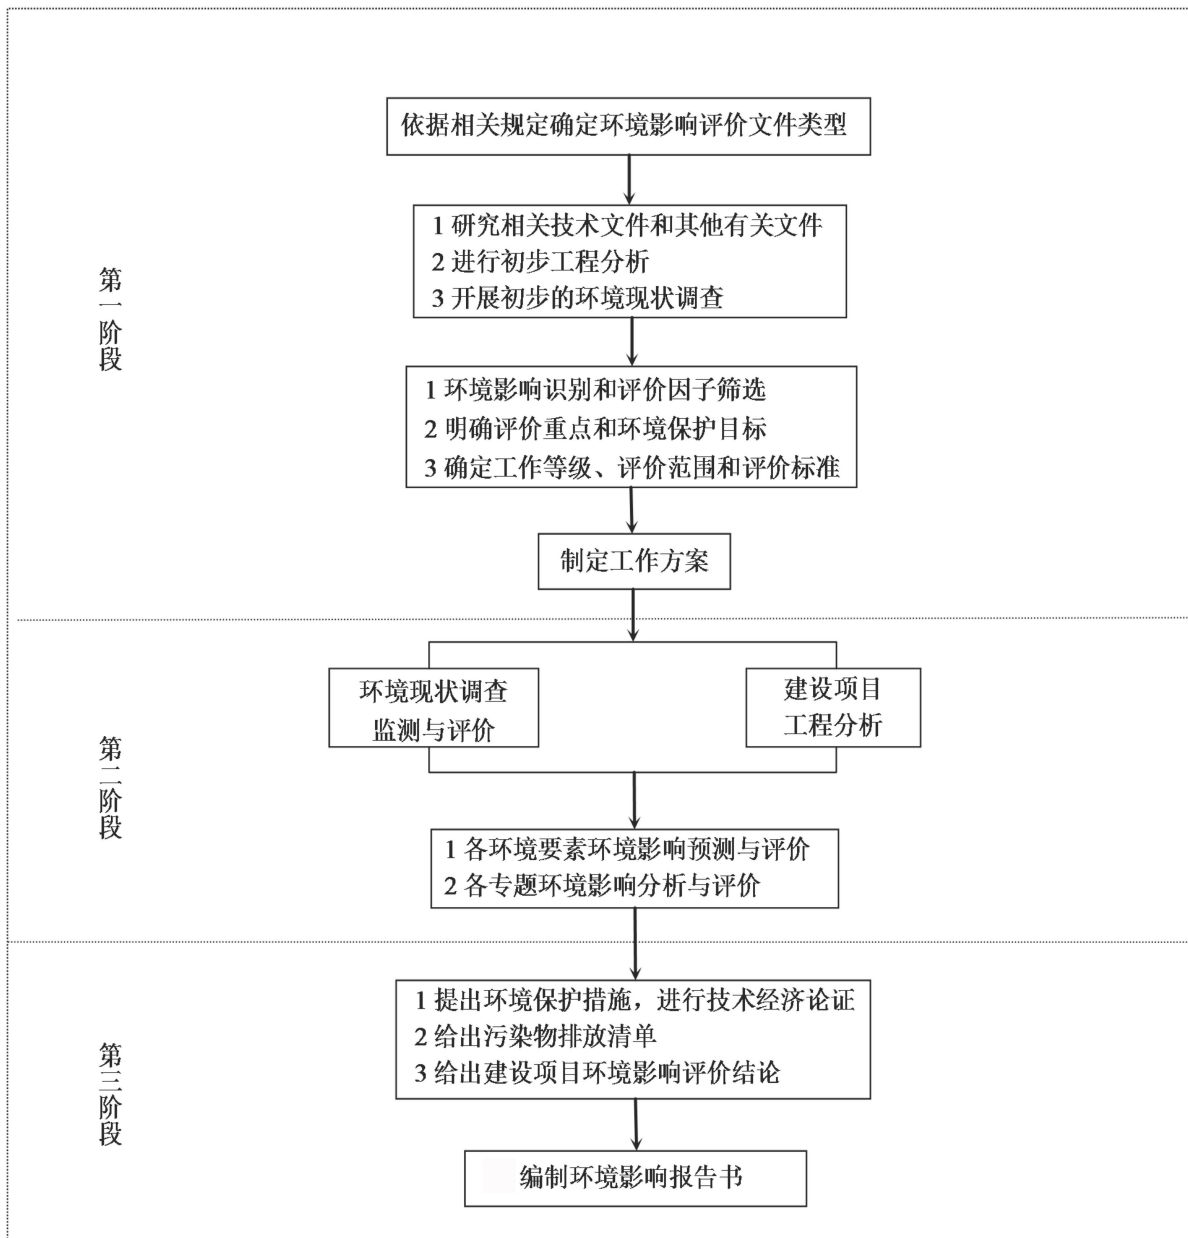 依据相关规定确定环境影响评价文件类型
1 研究相关技术文件和其他有关文件
2 进行初步工程分析
3 开展初步的环境现状调查
第一阶段
1 环境影响识别和评价因子筛选
2 明确评价重点和环境保护目标
3 确定工作等级、评价范围和评价标准
制定工作方案
环境现状调查
监测与评价
建设项目
工程分析
第二阶段
1 各环境要素环境影响预测与评价
2 各专题环境影响分析与评价
第三阶段
1 提出环境保护措施，进行技术经济论证
2 给出污染物排放清单
3 给出建设项目环境影响评价结论
编制环境影响报告书